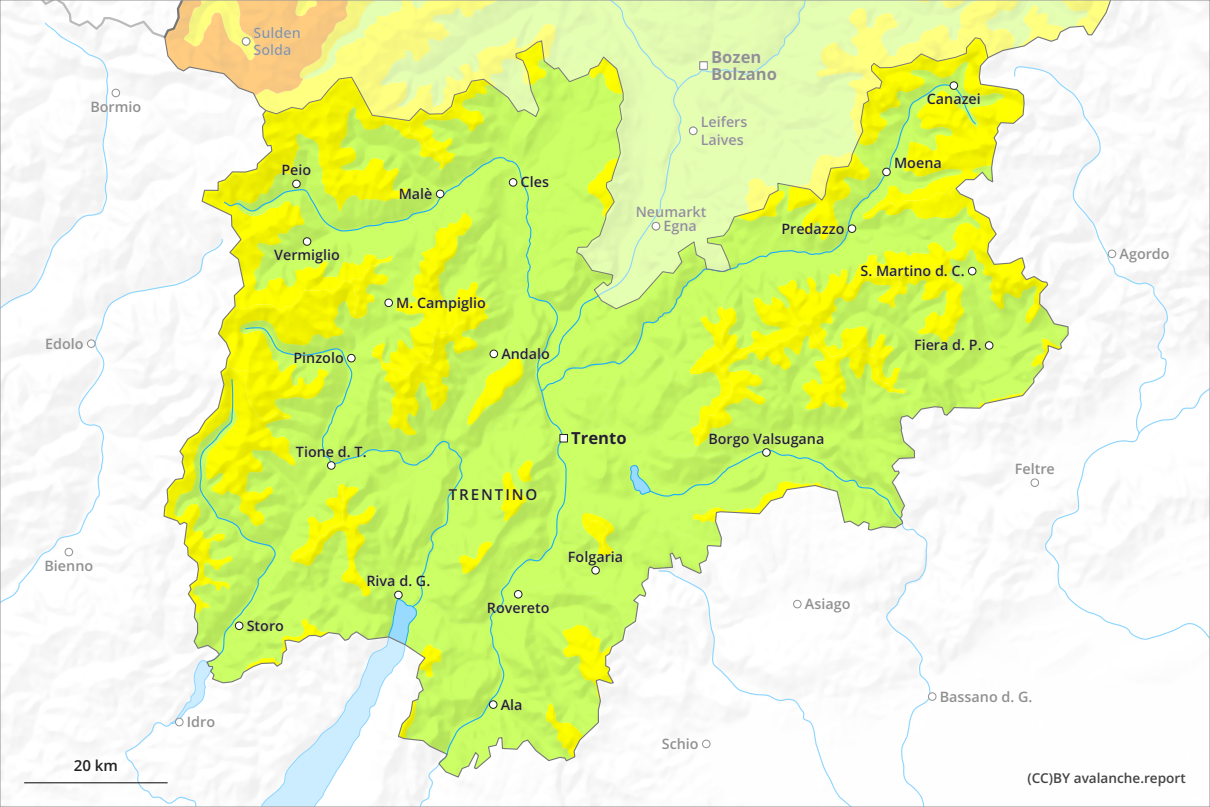 Sulden
Solda
Bozen
Bolzano
Bormio
Canazei
Leifers
Laives
Moena
Peio
Malè
Cles
Neumarkt
Egna
Predazzo
Vermiglio
Agordo
S. Martino d. C.
M. Campiglio
Edolo
Pinzolo
Andalo
Fiera d. P.
Trento
Borgo Valsugana
Tione d. T.
Feltre
TRENTINO
Bienno
Folgaria
Riva d. G.
Rovereto
Asiago
Storo
Bassano d. G.
Ala
Idro
Schio
20 km
(CC)BY avalanche.report